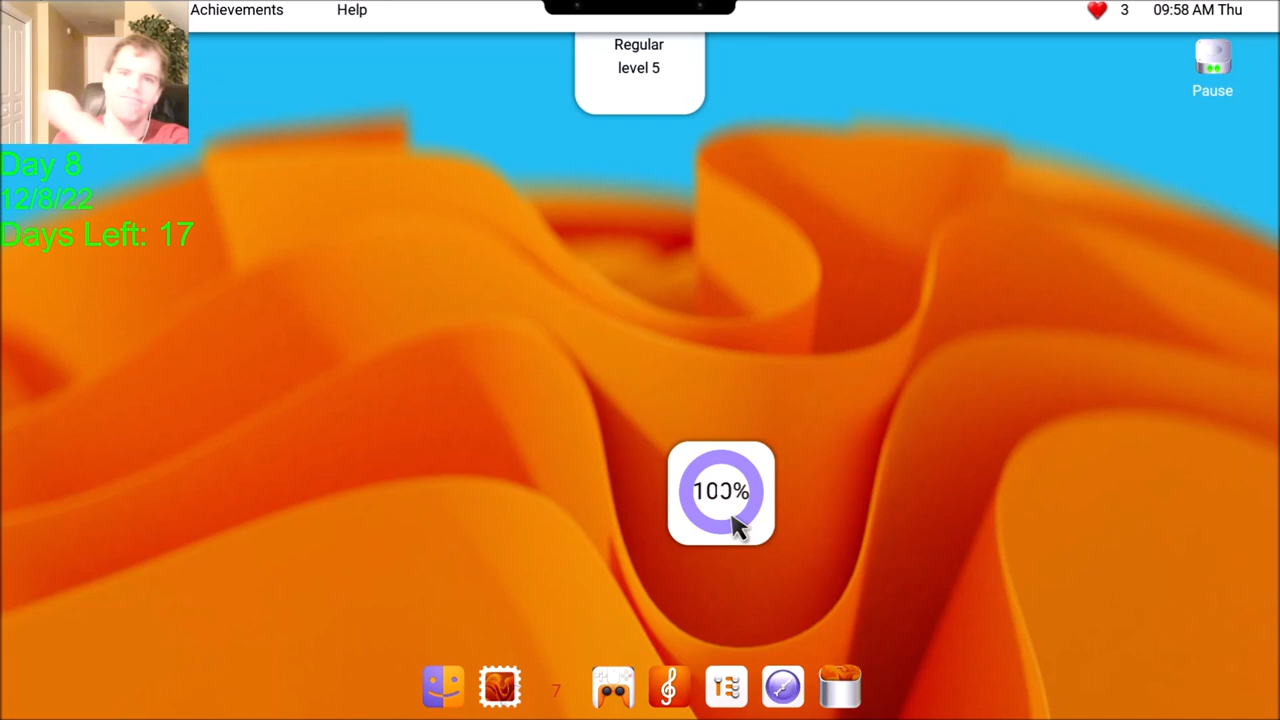 Achievements Help
3 09:58 AM Thu
Regular
level 5
Pause
Day 8
12/8/22
Days Left: 17
100%
7